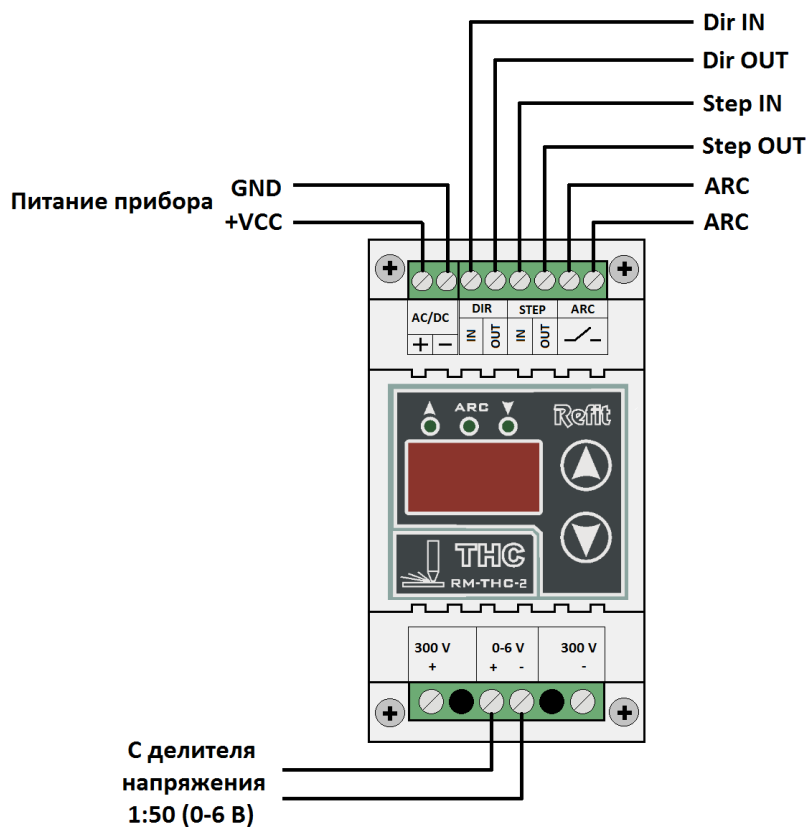 Dir IN
Dir OUT
Step IN
Step OUT
ARC
ARC
Питание прибора
GND
+VCC
AC/DC
+ −
DIR
IN OUT
STEP
IN OUT
ARC
ARC
Refit
THC
RM-THC-2
300 V
+
0-6 V
+ -
300 V
-
С делителя
напряжения
1:50 (0-6 В)